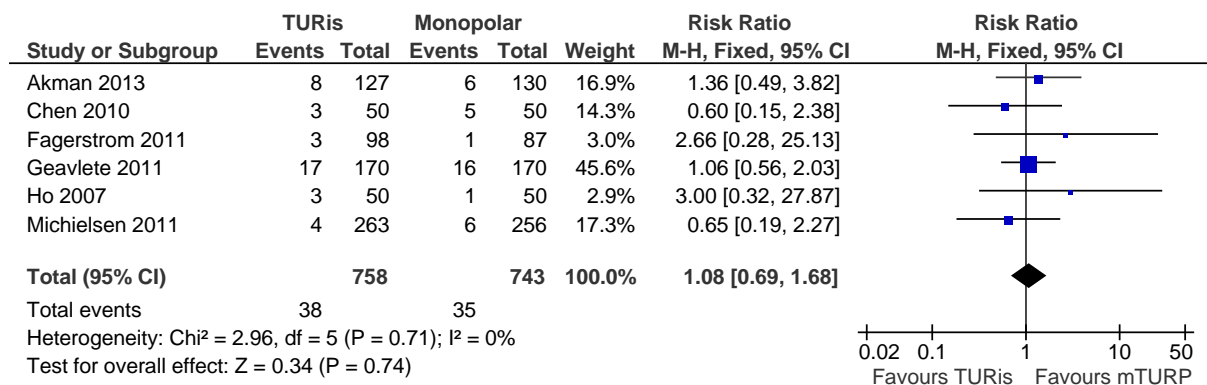 TURis Monopolar Risk Ratio Risk Ratio
Study or Subgroup Events Total Events Total Weight M-H, Fixed, 95% CI M-H, Fixed, 95% CI
Akman 2013 8 127 6 130 16.9% 1.36 [0.49, 3.82]
Chen 2010 3 50 5 50 14.3% 0.60 [0.15, 2.38]
Fagerstrom 2011 3 98 1 87 3.0% 2.66 [0.28, 25.13]
Geavlete 2011 17 170 16 170 45.6% 1.06 [0.56, 2.03]
Ho 2007 3 50 1 50 2.9% 3.00 [0.32, 27.87]
Michielsen 2011 4 263 6 256 17.3% 0.65 [0.19, 2.27]
Total (95% CI) 758 743 100.0% 1.08 [0.69, 1.68]
Total events 38 35
Heterogeneity: Chi² = 2.96, df = 5 (P = 0.71); I² = 0%
Test for overall effect: Z = 0.34 (P = 0.74)
0.02 0.1 1 10 50
Favours TURis Favours mTURP